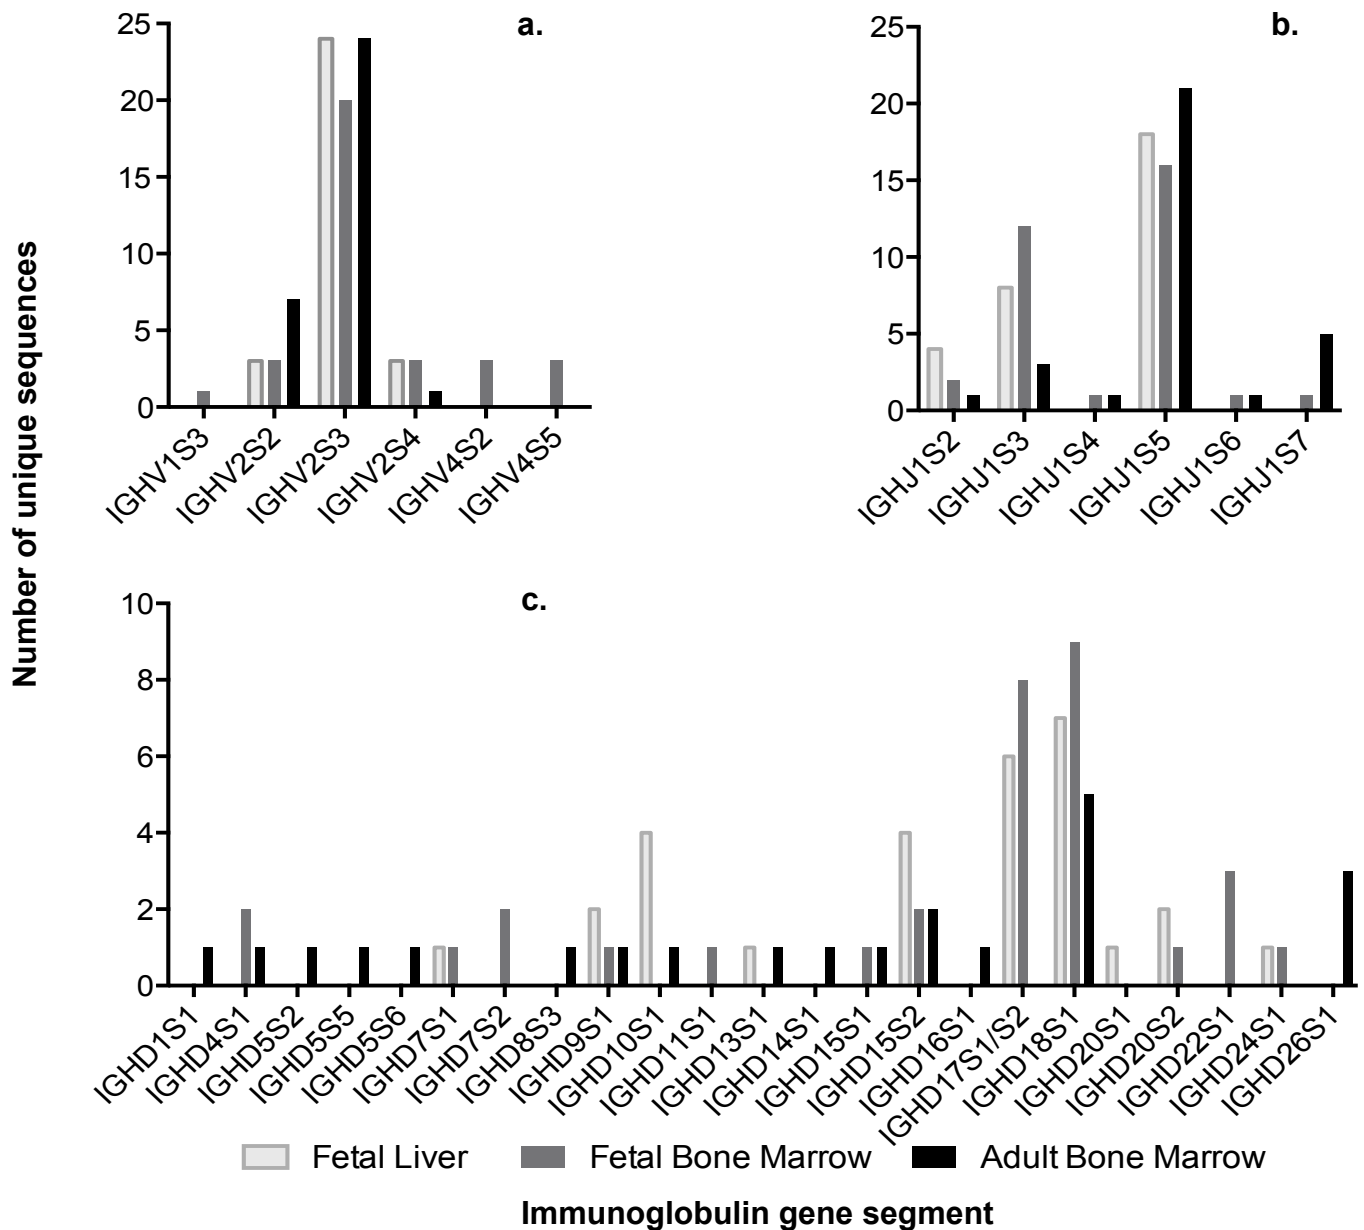 a.
25
20
15
10
5
0
IGHV1S3
IGHV2S2
IGHV2S3
IGHV2S4
IGHV4S2
IGHV4S5
b.
25
20
15
10
5
0
IGHJ1S2
IGHJ1S3
IGHJ1S4
IGHJ1S5
IGHJ1S6
IGHJ1S7
Number of unique sequences
c.
10
8
6
4
2
0
IGHD1S1
IGHD4S1
IGHD5S2
IGHD5S5
IGHD5S6
IGHD7S1
IGHD7S2
IGHD8S3
IGHD9S1
IGHD10S1
IGHD11S1
IGHD13S1
IGHD14S1
IGHD15S1
IGHD15S2
IGHD16S1
IGHD17S1/S2
IGHD18S1
IGHD20S1
IGHD20S2
IGHD22S1
IGHD24S1
IGHD26S1
Fetal Liver
Fetal Bone Marrow
Adult Bone Marrow
Immunoglobulin gene segment